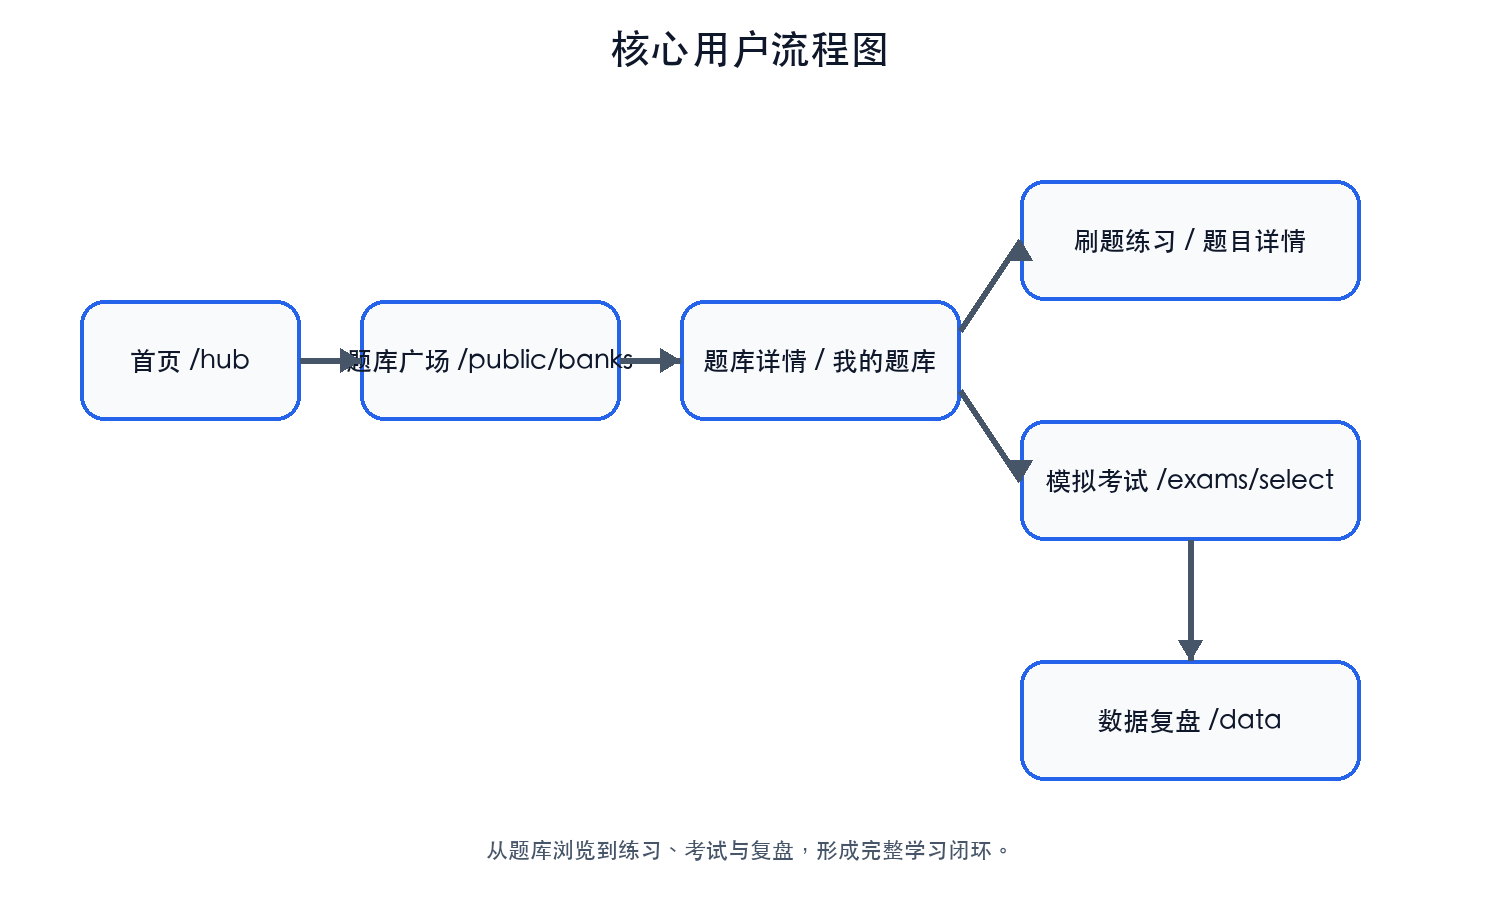 核心用户流程图
首页 /hub
题库广场 /public/banks
题库详情 / 我的题库
刷题练习 / 题目详情
模拟考试 /exams/select
数据复盘 /data
从题库浏览到练习、考试与复盘，形成完整学习闭环。